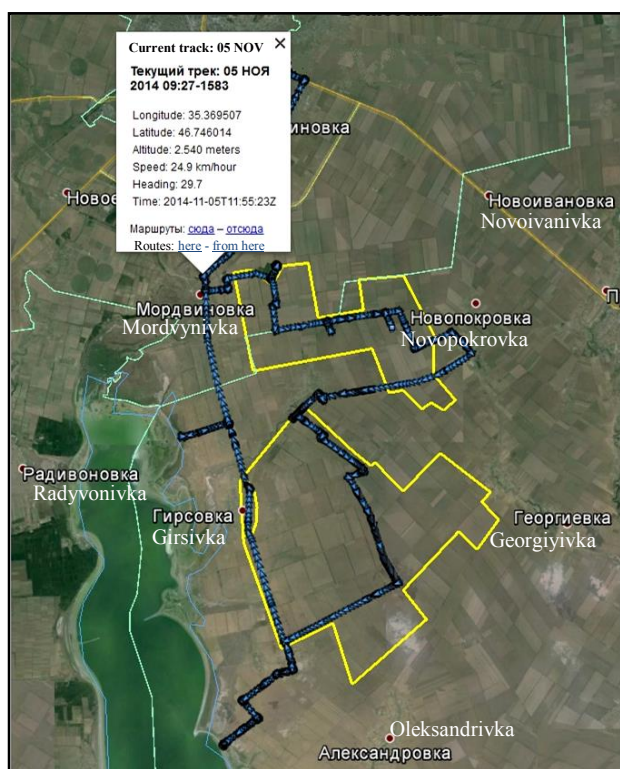 Current track: 05 NOV ×
Текущий трек: 05 НОЯ
2014 09:27-1583
Longitude: 35.369507
Latitude: 46.746014
Altitude: 2.540 meters
Speed: 24.9 km/hour
Heading: 29.7
Time: 2014-11-05T11:55:23Z
Маршруты: сюда – отсюда
Routes: here - from here
иновка
Новое
Новоивановка
Novoivanivka
П
Мордвиновка
Mordvynivka
Новопокровка
Novopokrovka
Радивоновка
Radyvonivka
Гирсовка
Girsivka
Георгиевка
Georgiyivka
Oleksandrivka
Александровка